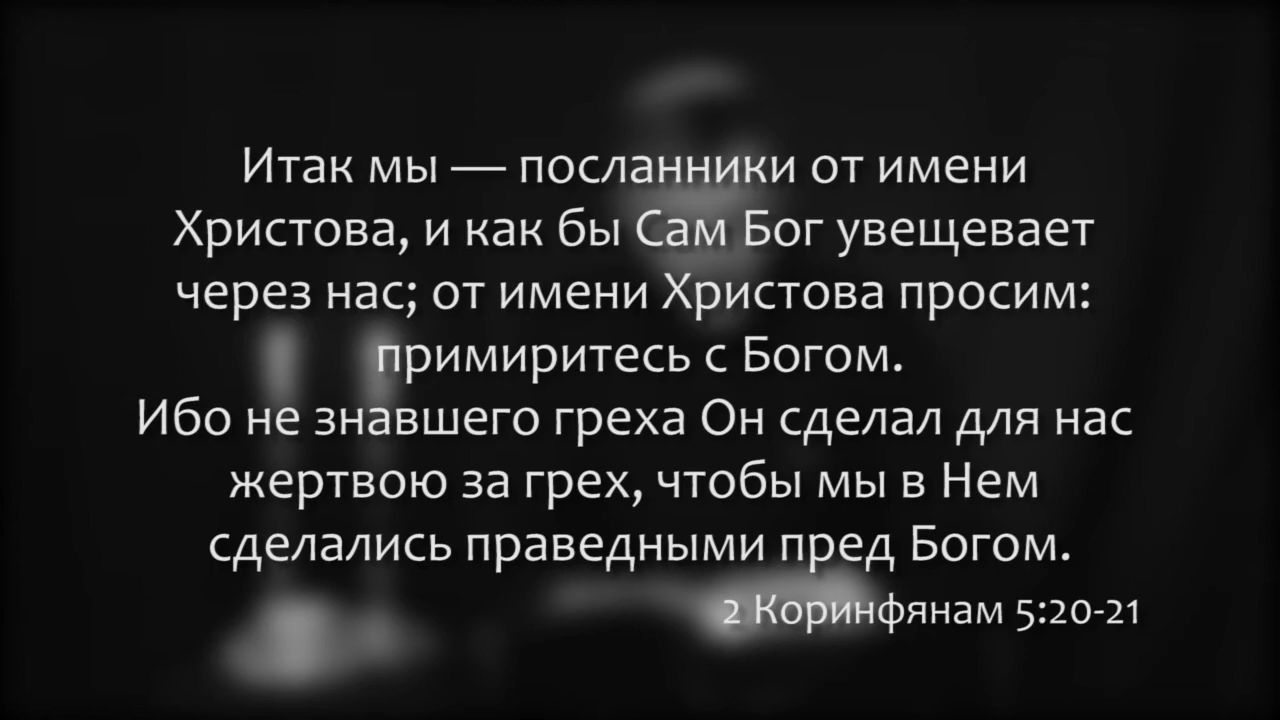 Итак мы — посланники от имени
Христова, и как бы Сам Бог увещевает
через нас; от имени Христова просим:
примиритесь с Богом.
Ибо не знавшего греха Он сделал для нас
жертвою за грех, чтобы мы в Нем
сделались праведными пред Богом.
2 Коринфянам 5:20-21